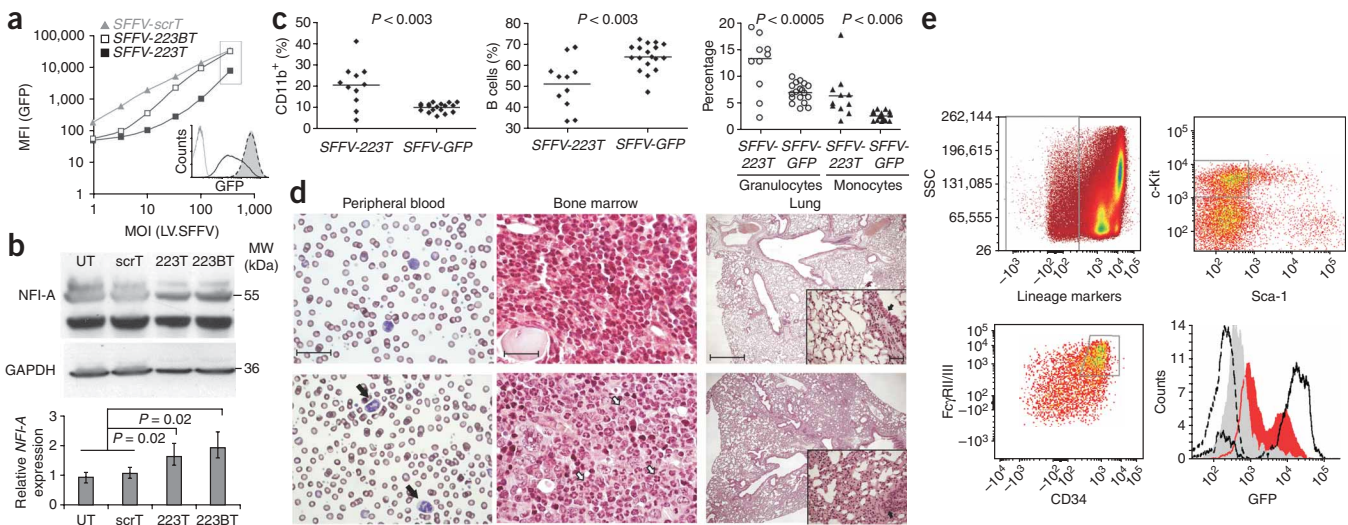 a
SFFV-scrT
SFFV-223BT
SFFV-223T
MFI (GFP)
100,000
10,000
1,000
100
10
1
Counts
GFP
1 10 100 1,000
MOI (LV.SFFV)
b
UT scrT 223T 223BT
MW (kDa)
NFI-A
55
GAPDH
36
Relative NFI-A expression
3
2
1
0
P = 0.02
P = 0.02
UT scrT 223T 223BT
c
CD11b+ (%)
50
40
30
20
10
0
P < 0.003
SFFV-223T SFFV-GFP
B cells (%)
80
70
60
50
40
30
P < 0.003
SFFV-223T SFFV-GFP
Percentage
20
15
10
5
0
P < 0.0005 P < 0.006
SFFV-223T SFFV-GFP SFFV-223T SFFV-GFP
Granulocytes Monocytes
d
Peripheral blood Bone marrow Lung
e
SSC
262,144
196,615
131,085
65,555
26
−10³ 10³ 10⁴ 10⁵
Lineage markers
c-Kit
10⁵
10⁴
10³
10²
10² 10³ 10⁴ 10⁵
Sca-1
FcγRII/III
10⁵
10⁴
10³
10²
−10²
−10³
−10⁴ −10³ 10² 10³ 10⁴
CD34
Counts
14
11
8
5
0
10² 10³ 10⁴ 10⁵
GFP